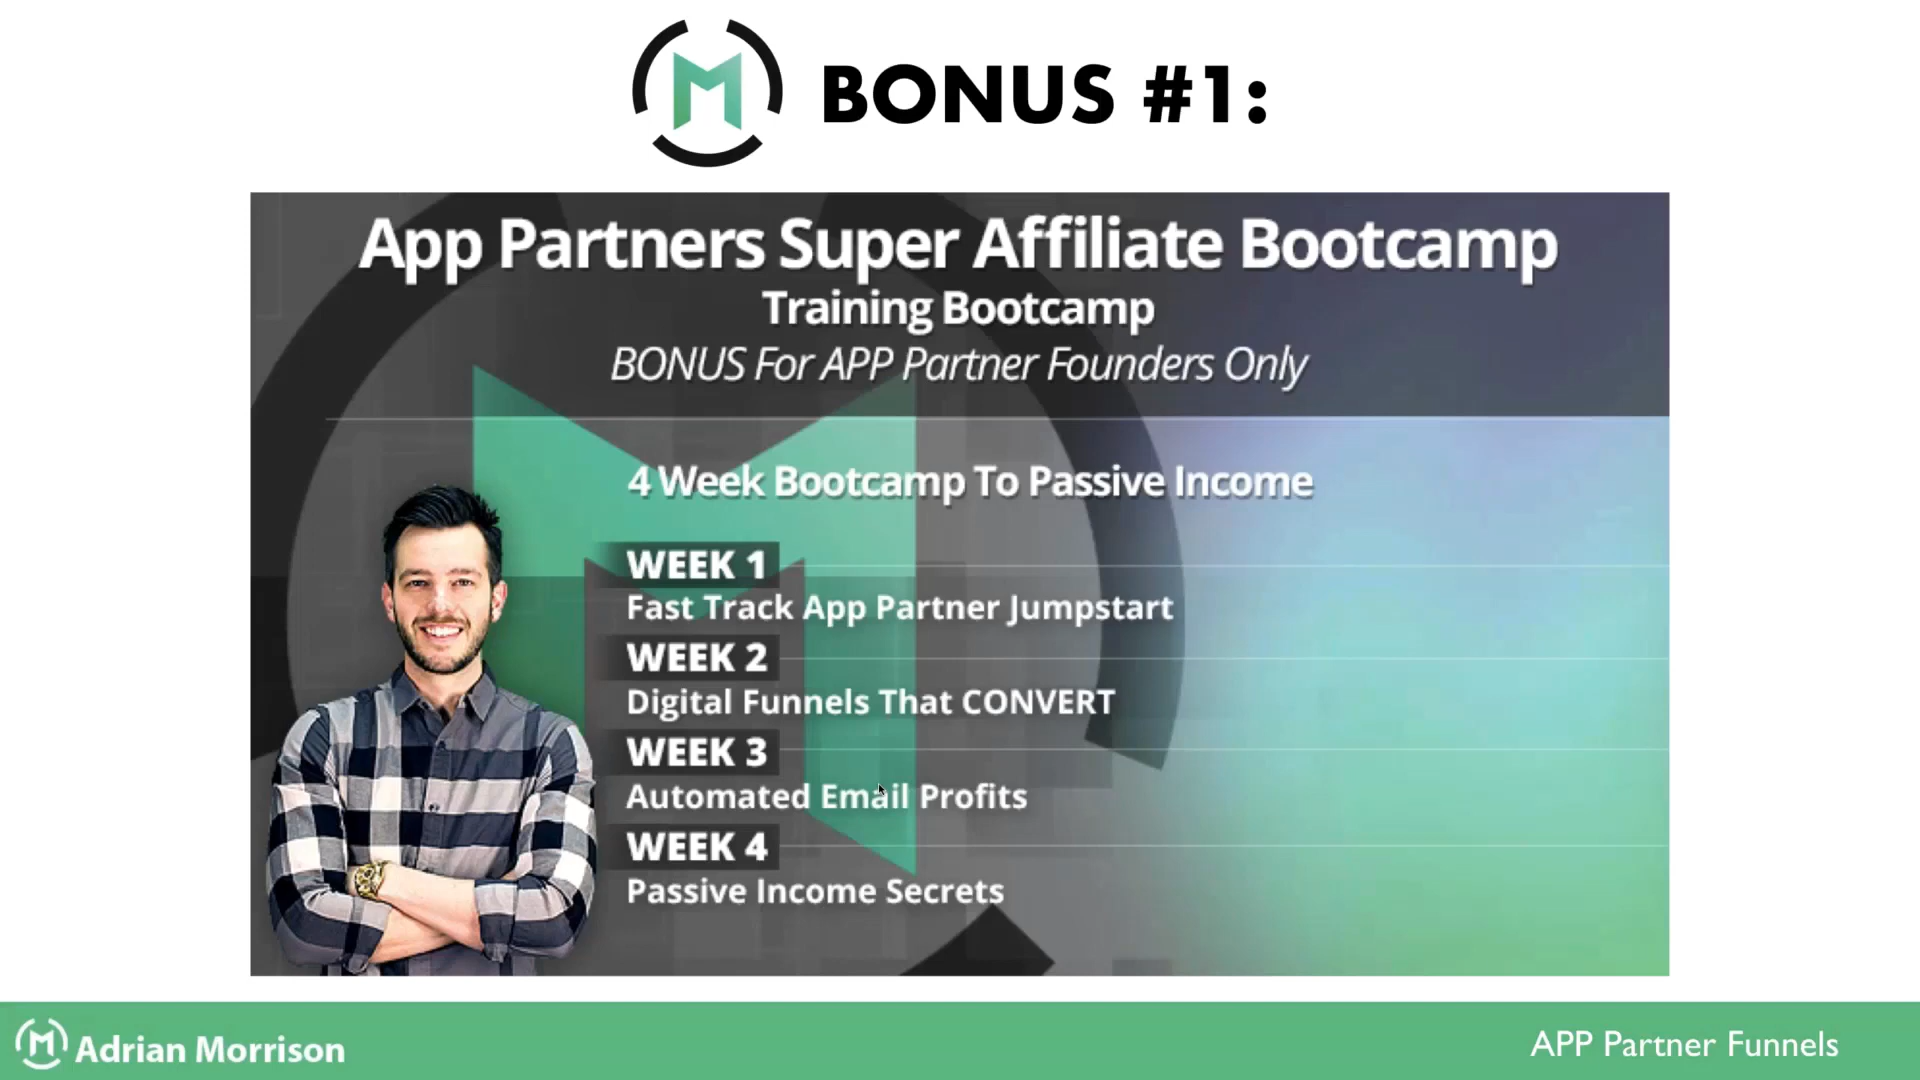 BONUS #1:
App Partners Super Affiliate Bootcamp
Training Bootcamp
BONUS For APP Partner Founders Only
4 Week Bootcamp To Passive Income
WEEK 1
Fast Track App Partner Jumpstart
WEEK 2
Digital Funnels That CONVERT
WEEK 3
Automated Email Profits
WEEK 4
Passive Income Secrets
Adrian Morrison
APP Partner Funnels